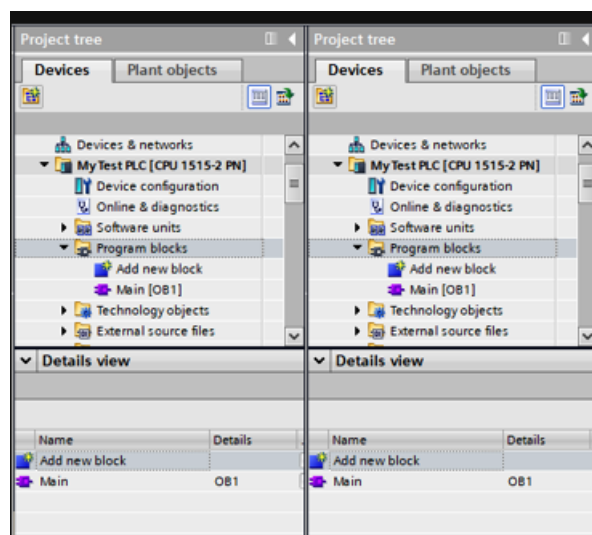 Project tree
Devices Plant objects
Devices & networks
My Test PLC [CPU 1515-2 PN]
Device configuration
Online & diagnostics
Software units
Program blocks
Add new block
Main [OB1]
Technology objects
External source files
Details view
Name Details
Add new block
Main OB1
Project tree
Devices Plant objects
Devices & networks
My Test PLC [CPU 1515-2 PN]
Device configuration
Online & diagnostics
Software units
Program blocks
Add new block
Main [OB1]
Technology objects
External source files
Details view
Name Details
Add new block
Main OB1